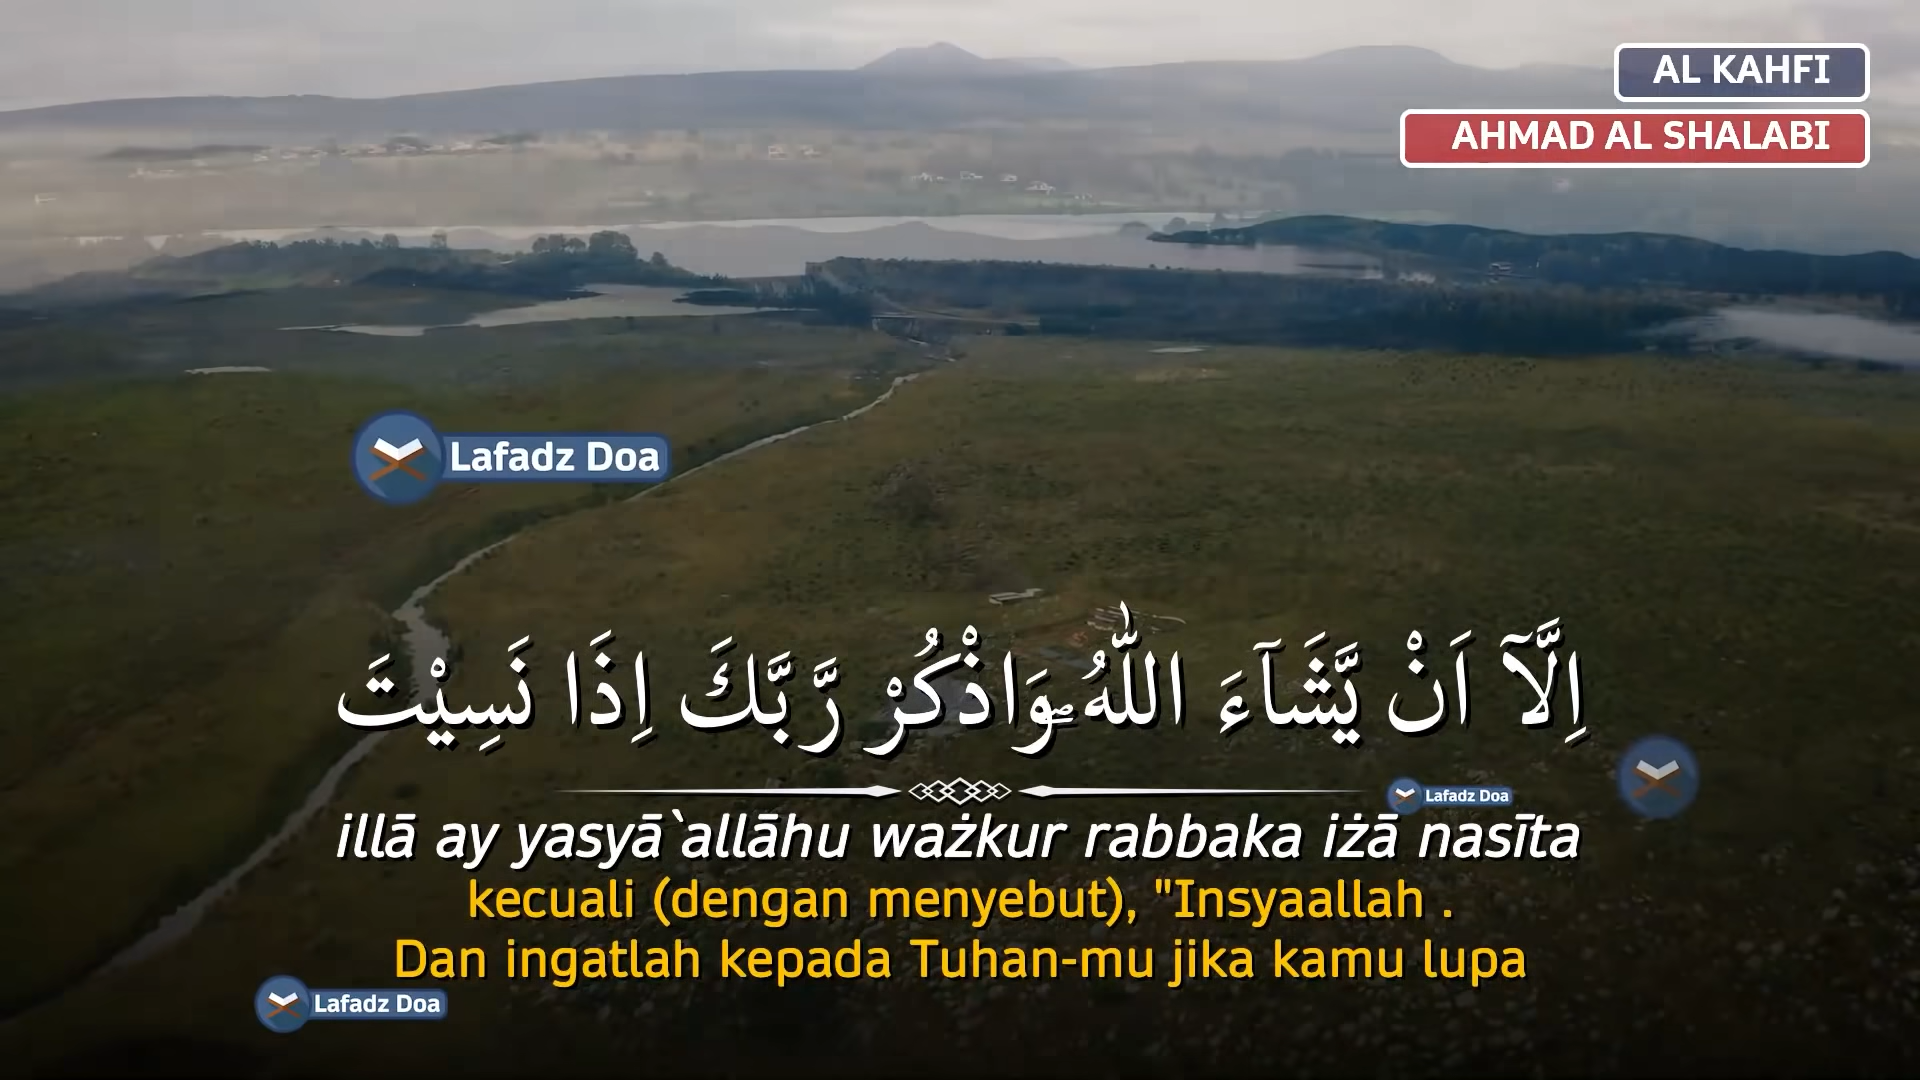 AL KAHFI
AHMAD AL SHALABI
Lafadz Doa
اِلَّآ اَنْ يَّشَاۤءَ اللّٰهُ ۖوَاذْكُرْ رَّبَّكَ اِذَا نَسِيْتَ
Lafadz Doa
illā ay yasyā`allāhu ważkur rabbaka iżā nasīta
kecuali (dengan menyebut), "Insyaallah .
Dan ingatlah kepada Tuhan-mu jika kamu lupa
Lafadz Doa